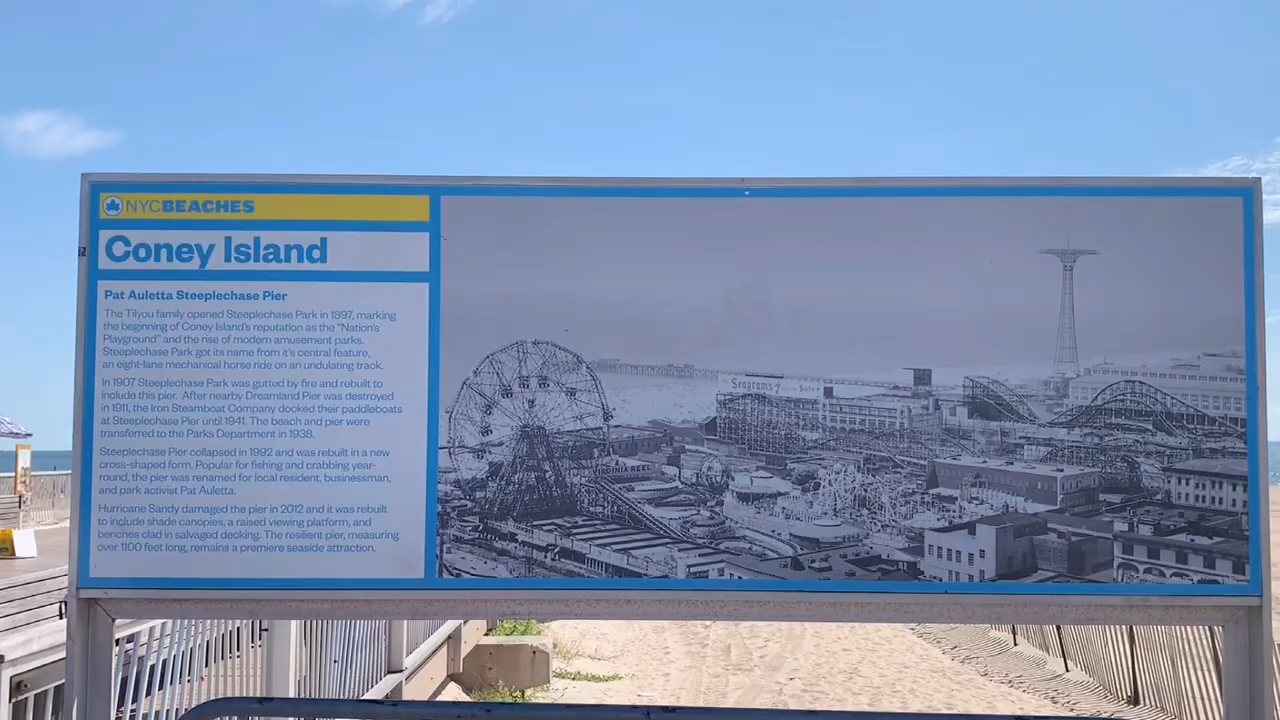 NYCBEACHES
Coney Island
Pat Auletta Steeplechase Pier
The Tilyou family opened Steeplechase Park in 1897, marking
the beginning of Coney Island's reputation as the "Nation's
Playground" and the rise of modern amusement parks.
Steeplechase Park got its name from it's central feature,
an eight-lane mechanical horse ride on an undulating track.
In 1907 Steeplechase Park was gutted by fire and rebuilt to
include this pier. After nearby Dreamland Pier was destroyed
in 1911, the Iron Steamboat Company docked their paddleboats
at Steeplechase Pier until 1941. The beach and pier were
transferred to the Parks Department in 1938.
Steeplechase Pier collapsed in 1992 and was rebuilt in a new
cross-shaped form. Popular for fishing and crabbing year-
round, the pier was renamed for local resident, businessman,
and park activist Pat Auletta.
Hurricane Sandy damaged the pier in 2012 and it was rebuilt
to include shade canopies, a raised viewing platform, and
benches clad in salvaged decking. The resilient pier, measuring
over 1100 feet long, remains a premiere seaside attraction.
Seagram's 7
VIRGINIA REEL